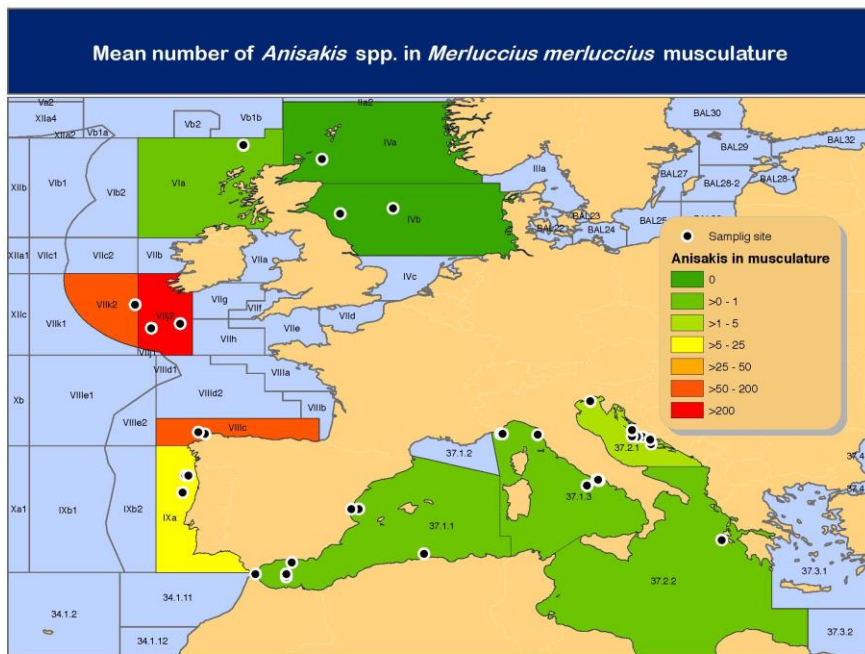 Mean number of Anisakis spp. in Merluccius merluccius musculature
Va2
XIIa4
XIIa2
Vb1a
Vb2
Vb1b
IIa2
BAL30
IVa
BAL29
BAL32
IIIa
BAL27
BAL28-2
BAL28-1
XIIb
VIb1
VIb2
VIa
IVb
BAL23
BAL22
BAL24
BAL25
XIIa1
VIIc1
VIIc2
VIIb
VIIa
IVc
XIIc
VIIk1
VIIk2
VIIj2
VIIg
VIIf
VIIe
VIId
VIIh
VIIj1
VIIId1
Xb
VIIIe1
VIIIe2
VIIId2
VIIIa
VIIIb
VIIIc
Samplig site
Anisakis in musculature
0
>0 - 1
>1 - 5
>5 - 25
>25 - 50
>50 - 200
>200
37.1.2
37.2.1
37.4
37.4
Xa1
IXb1
IXb2
IXa
37.1.1
37.1.3
37.2.2
37.3.1
34.1.2
34.1.11
34.1.12
37.3.2